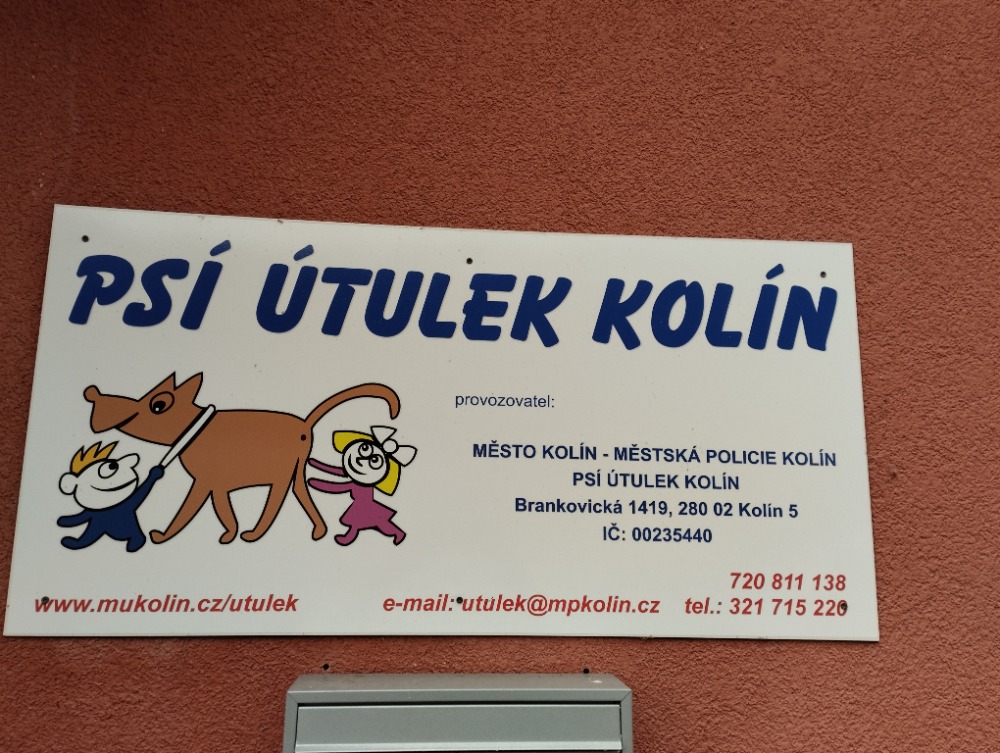 PSÍ ÚTULEK KOLÍN
provozovatel:
MĚSTO KOLÍN - MĚSTSKÁ POLICIE KOLÍN
PSÍ ÚTULEK KOLÍN
Brankovická 1419, 280 02 Kolín 5
IČ: 00235440
720 811 138
www.mukolin.cz/utulek e-mail: utulek@mpkolin.cz tel.: 321 715 220